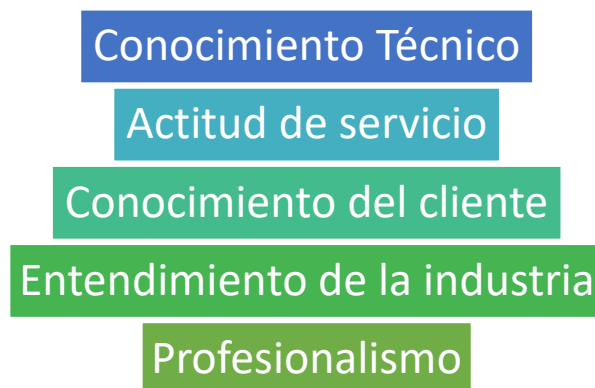 Conocimiento Técnico
Actitud de servicio
Conocimiento del cliente
Entendimiento de la industria
Profesionalismo